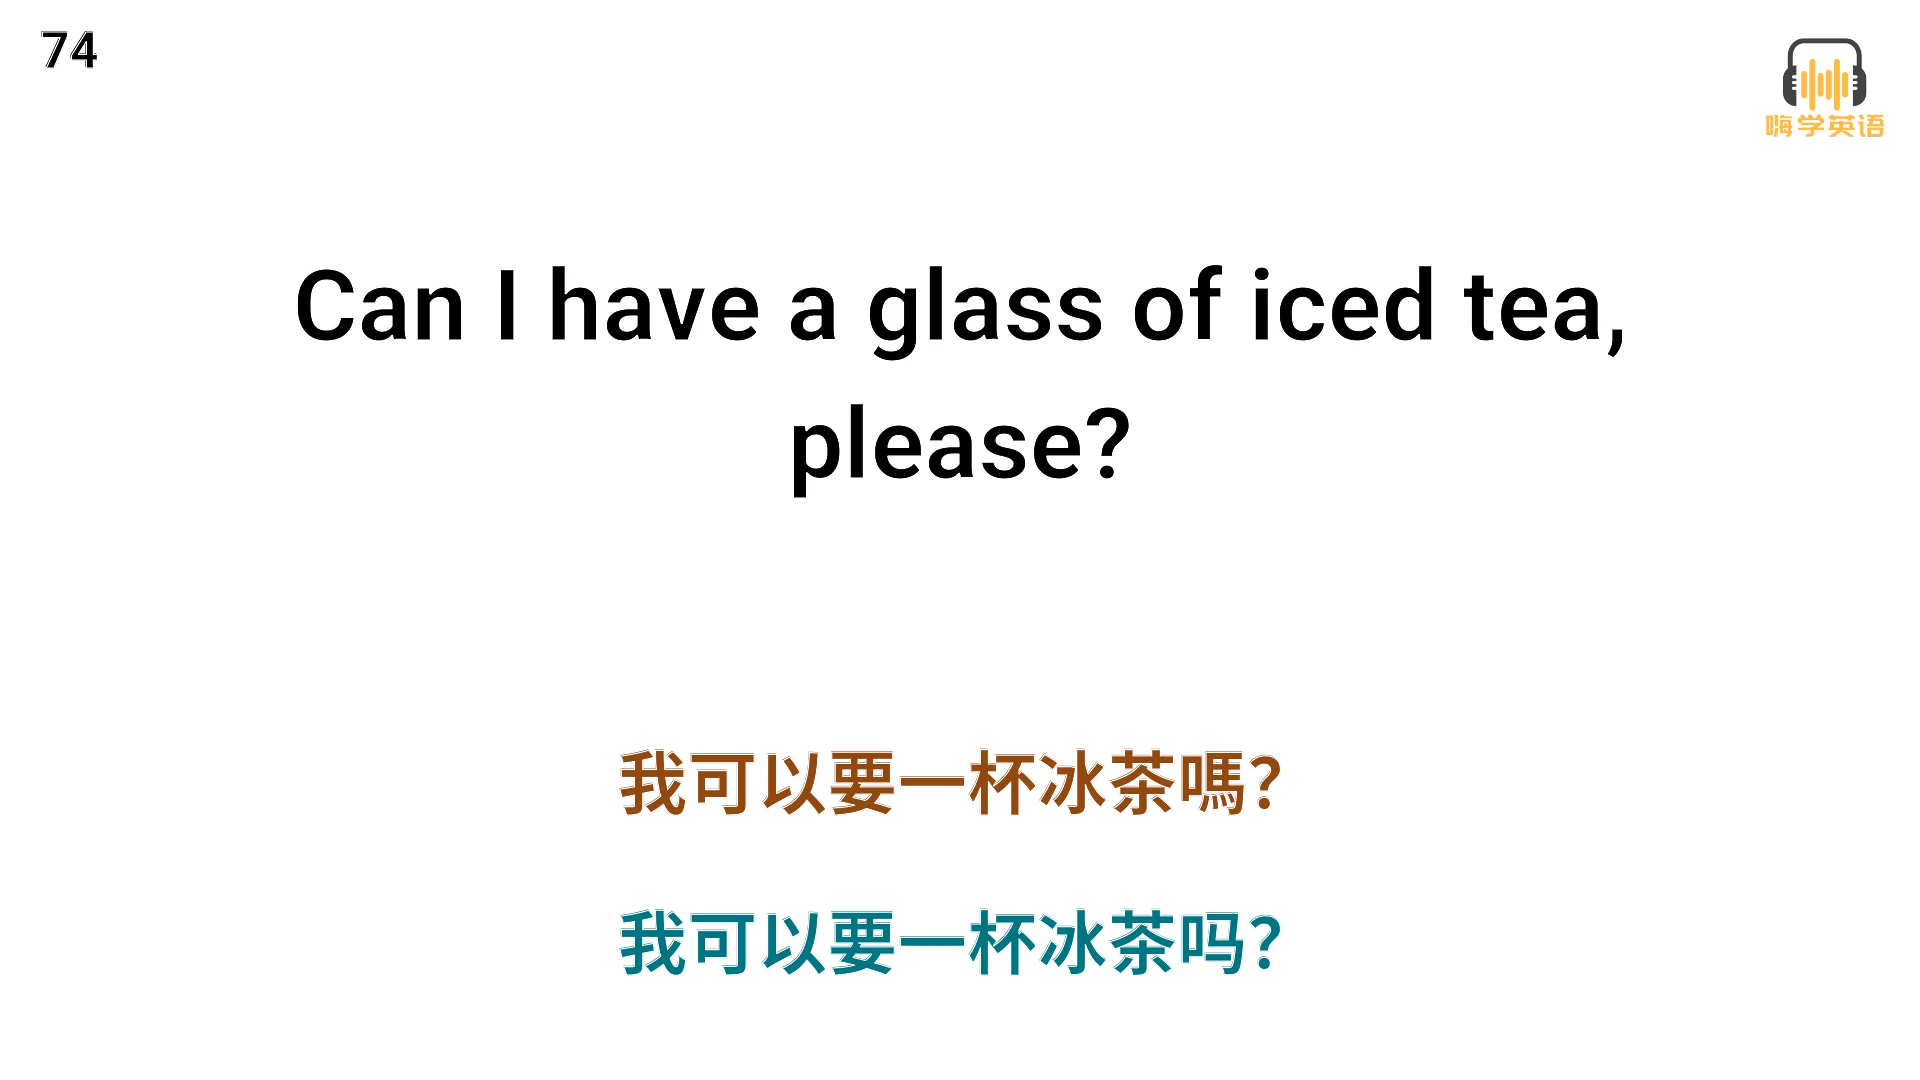 74
嗨学英语
Can I have a glass of iced tea,
please?
我可以要一杯冰茶嗎？
我可以要一杯冰茶吗？